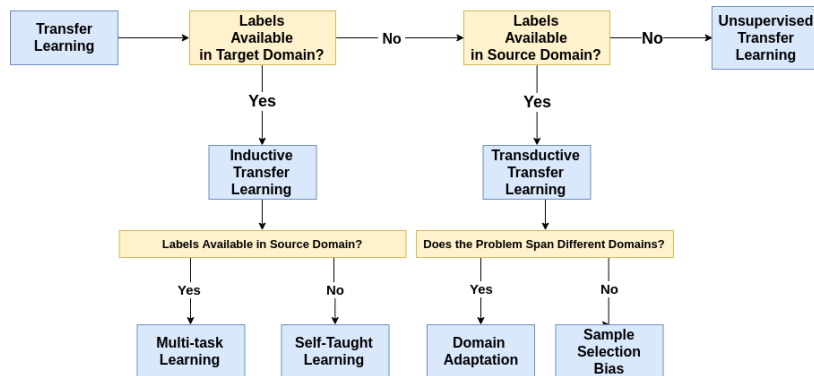 Transfer
Learning
Labels
Available
in Target Domain?
No
Labels
Available
in Source Domain?
No
Unsupervised
Transfer
Learning
Yes
Yes
Inductive
Transfer
Learning
Transductive
Transfer
Learning
Labels Available in Source Domain?
Does the Problem Span Different Domains?
Yes
No
Yes
No
Multi-task
Learning
Self-Taught
Learning
Domain
Adaptation
Sample
Selection
Bias